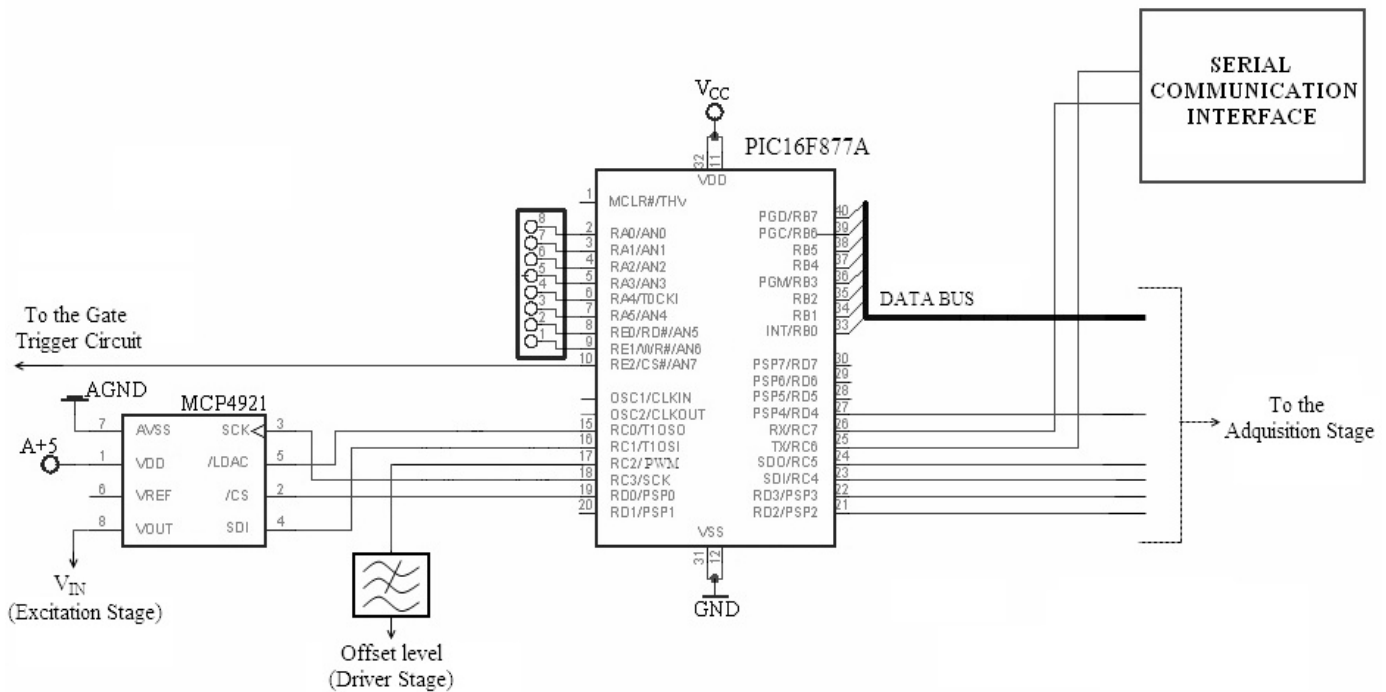 SERIAL
COMMUNICATION
INTERFACE
VCC
PIC16F877A
32 11
VDD
1 MCLR#/THV
8 2 RA0/AN0
7 3 RA1/AN1
6 4 RA2/AN2
5 5 RA3/AN3
4 6 RA4/T0CKI
3 7 RA5/AN4
2 8 RE0/RD#/AN5
1 9 RE1/WR#/AN6
10 RE2/CS#/AN7
OSC1/CLKIN
OSC2/CLKOUT
15 RC0/T1OSO
16 RC1/T1OSI
17 RC2/PWM
18 RC3/SCK
19 RD0/PSP0
20 RD1/PSP1
PGD/RB7 40
PGC/RB6 39
RB5 38
RB4 37
PGM/RB3 36
RB2 35
RB1 34
INT/RB0 33
PSP7/RD7 30
PSP6/RD6 29
PSP5/RD5 28
PSP4/RD4 27
RX/RC7 26
TX/RC6 25
SDO/RC5 24
SDI/RC4 23
RD3/PSP3 22
RD2/PSP2 21
VSS
31 12
GND
DATA BUS
To the
Adquisition Stage
To the Gate
Trigger Circuit
AGND
MCP4921
A+5
7 AVSS SCK 3
1 VDD /LDAC 5
6 VREF /CS 2
8 VOUT SDI 4
VIN
(Excitation Stage)
Offset level
(Driver Stage)